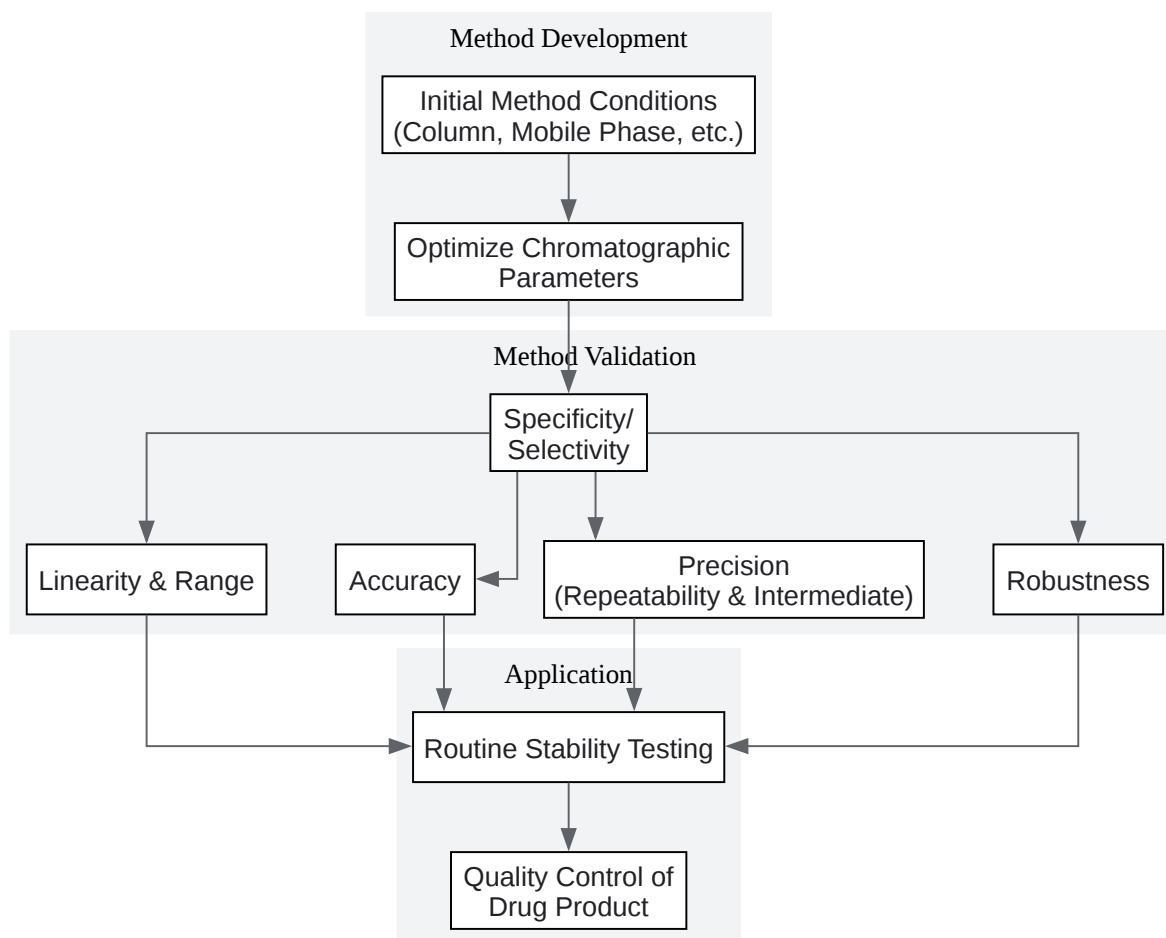 Method Development
Initial Method Conditions
(Column, Mobile Phase, etc.)
Optimize Chromatographic
Parameters
Method Validation
Specificity/
Selectivity
Linearity & Range
Accuracy
Precision
(Repeatability & Intermediate)
Robustness
Application
Routine Stability Testing
Quality Control of
Drug Product